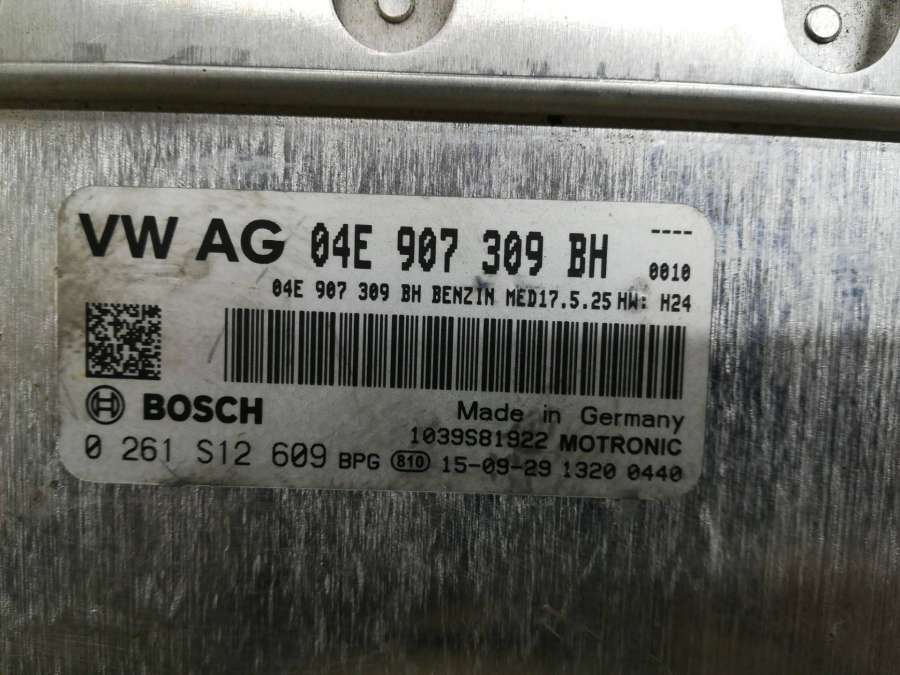 VW AG 04E 907 309 BH ----
0010
04E 907 309 BH BENZIN MED17.5.25 HW: H24
BOSCH Made in Germany
1039S81922 MOTRONIC
0 261 S12 609 BPG 810 15-09-29 1320 0440